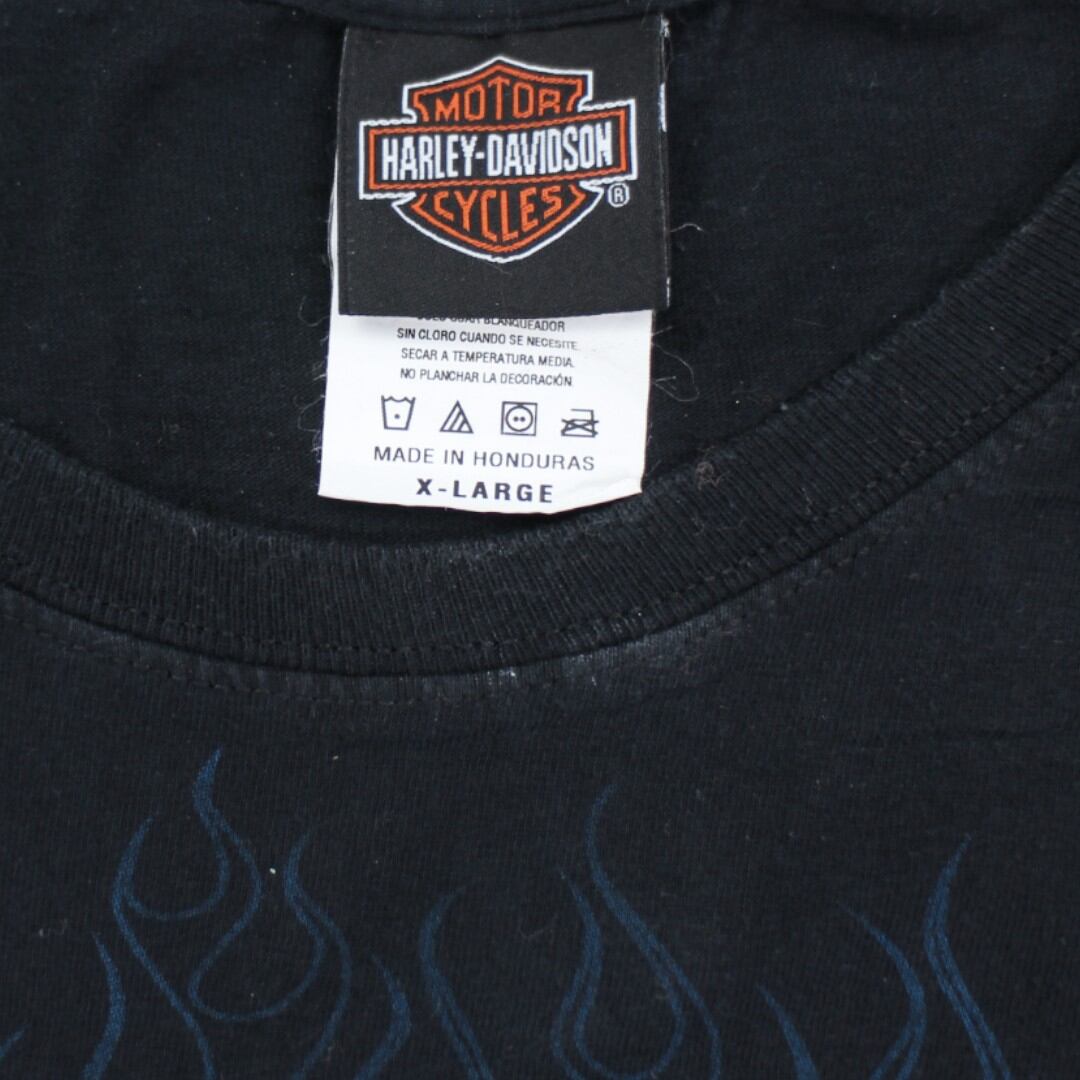 MOTOR
HARLEY-DAVIDSON
CYCLES
®
BLANQUEADOR
SIN CLORO CUANDO SE NECESITE.
SECAR A TEMPERATURA MEDIA.
NO PLANCHAR LA DECORACIÓN.
MADE IN HONDURAS
X-LARGE